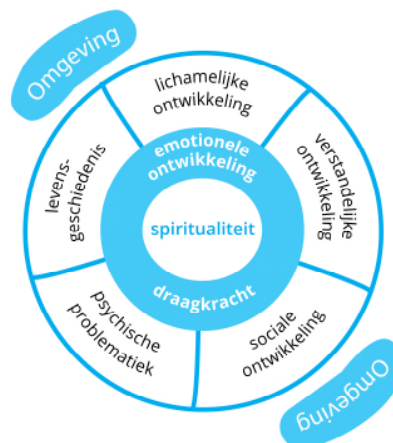 Omgeving
lichamelijke
ontwikkeling
verstandelijke
ontwikkeling
levens-
geschiedenis
emotionele
ontwikkeling
spiritualiteit
draagkracht
psychische
problematiek
sociale
ontwikkeling
Omgeving